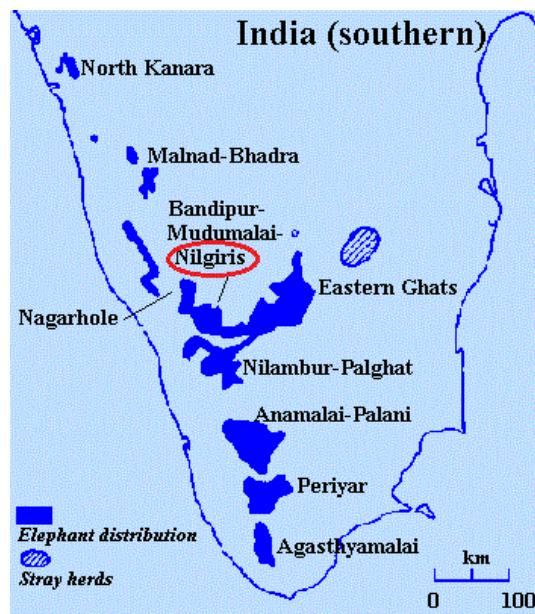 India (southern)
North Kanara
Malnad-Bhadra
Bandipur-
Mudumalai-
Nilgiris
Eastern Ghats
Nagarhole
Nilambur-Palghat
Anamalai-Palani
Periyar
Elephant distribution
Agasthyamalai
Stray herds
km
0 100